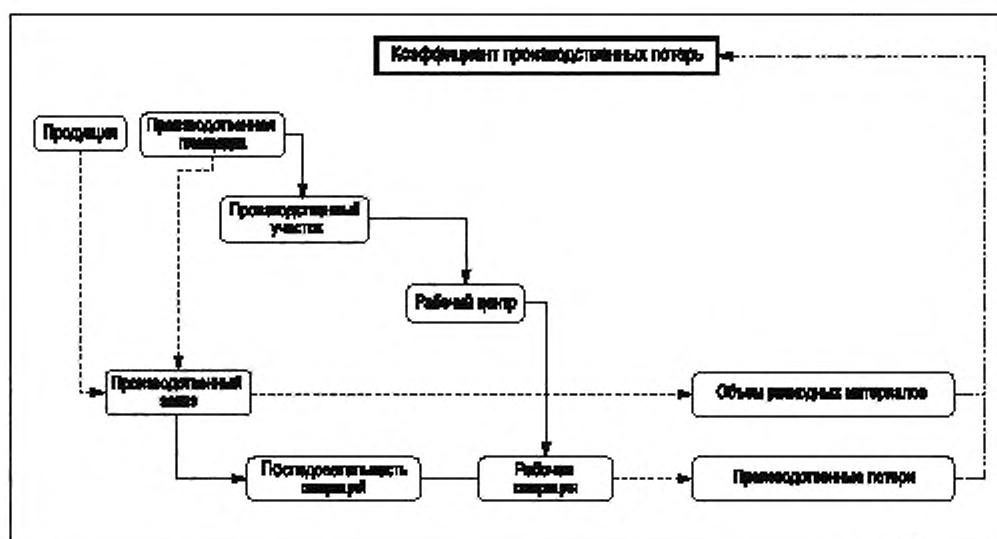 Коэффициент производственных потерь
Продукция
Производственная
площадка
Производственный
участок
Рабочий центр
Производственный
заказ
Объем расходных материалов
Последовательность
операций
Рабочая
операция
Производственные потери